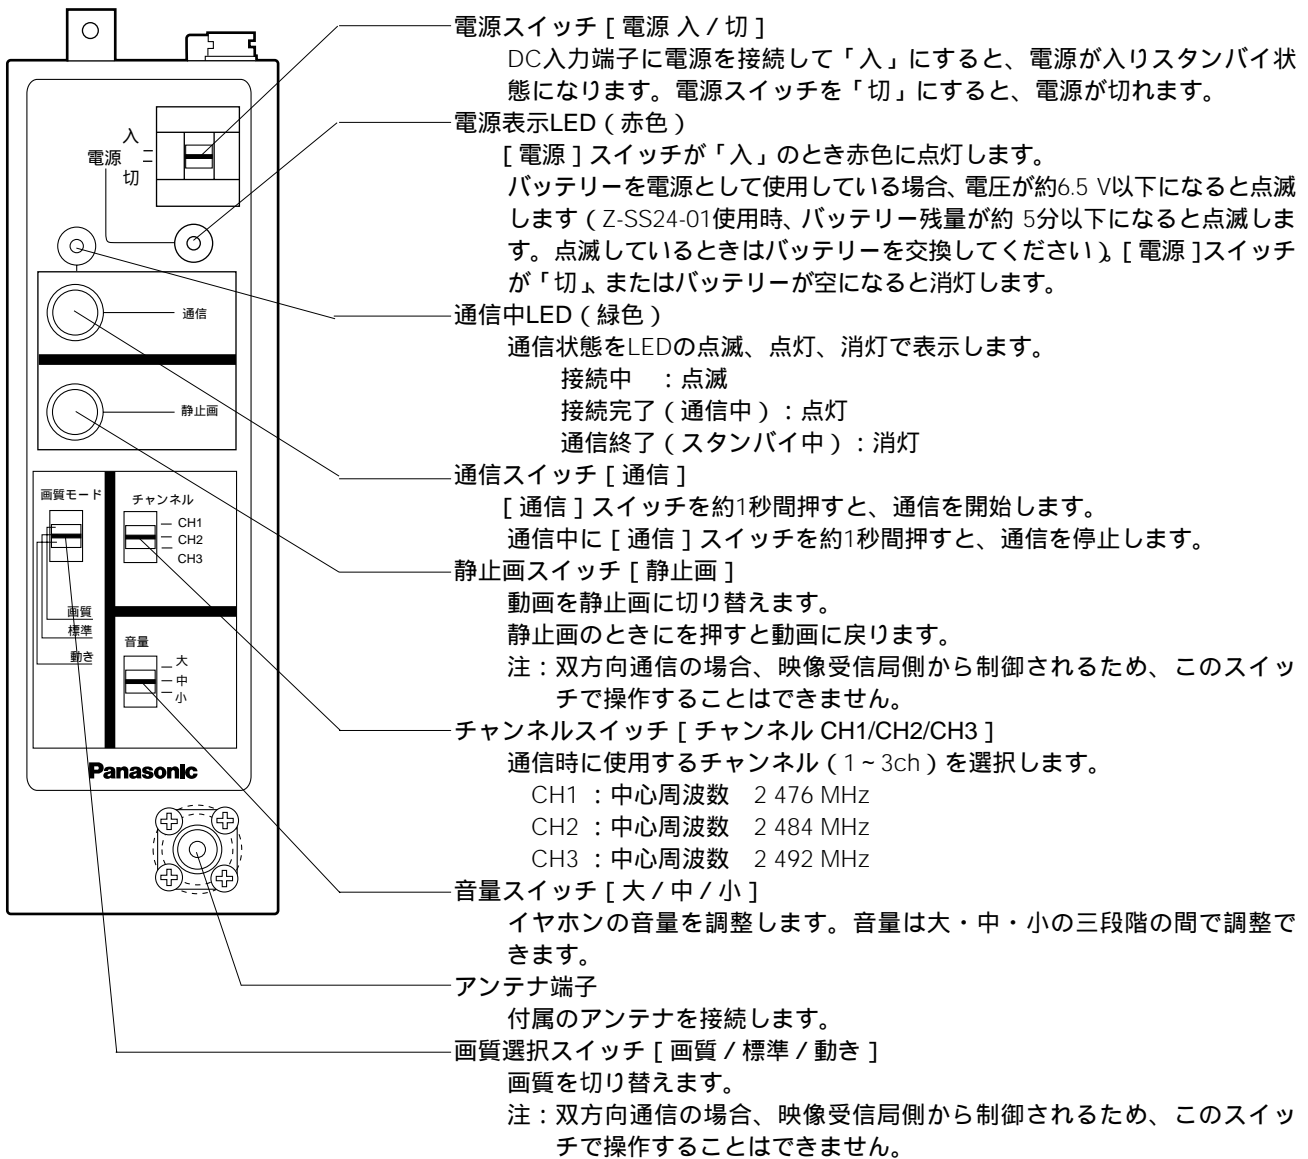 電源スイッチ［電源 入／切］
DC入力端子に電源を接続して「入」にすると、電源が入りスタンバイ状
態になります。電源スイッチを「切」にすると、電源が切れます。
電源表示LED（赤色）
［電源］スイッチが「入」のとき赤色に点灯します。
バッテリーを電源として使用している場合、電圧が約6.5 V以下になると点滅
します（Z-SS24-01使用時、バッテリー残量が約 5分以下になると点滅しま
す。点滅しているときはバッテリーを交換してください）。［電源］スイッチ
が「切」、またはバッテリーが空になると消灯します。
通信中LED（緑色）
通信状態をLEDの点滅、点灯、消灯で表示します。
接続中　：点滅
接続完了（通信中）：点灯
通信終了（スタンバイ中）：消灯
通信スイッチ［通信］
［通信］スイッチを約1秒間押すと、通信を開始します。
通信中に［通信］スイッチを約1秒間押すと、通信を停止します。
静止画スイッチ［静止画］
動画を静止画に切り替えます。
静止画のときにを押すと動画に戻ります。
注：双方向通信の場合、映像受信局側から制御されるため、このスイッ
チで操作することはできません。
チャンネルスイッチ［チャンネル CH1/CH2/CH3］
通信時に使用するチャンネル（1～3ch）を選択します。
CH1：中心周波数　2 476 MHz
CH2：中心周波数　2 484 MHz
CH3：中心周波数　2 492 MHz
音量スイッチ［大／中／小］
イヤホンの音量を調整します。音量は大・中・小の三段階の間で調整で
きます。
アンテナ端子
付属のアンテナを接続します。
画質選択スイッチ［画質／標準／動き］
画質を切り替えます。
注：双方向通信の場合、映像受信局側から制御されるため、このスイッ
チで操作することはできません。
入
電源
切
通信
静止画
画質モード
画質
標準
動き
チャンネル
CH1
CH2
CH3
音量
大
中
小
Panasonic